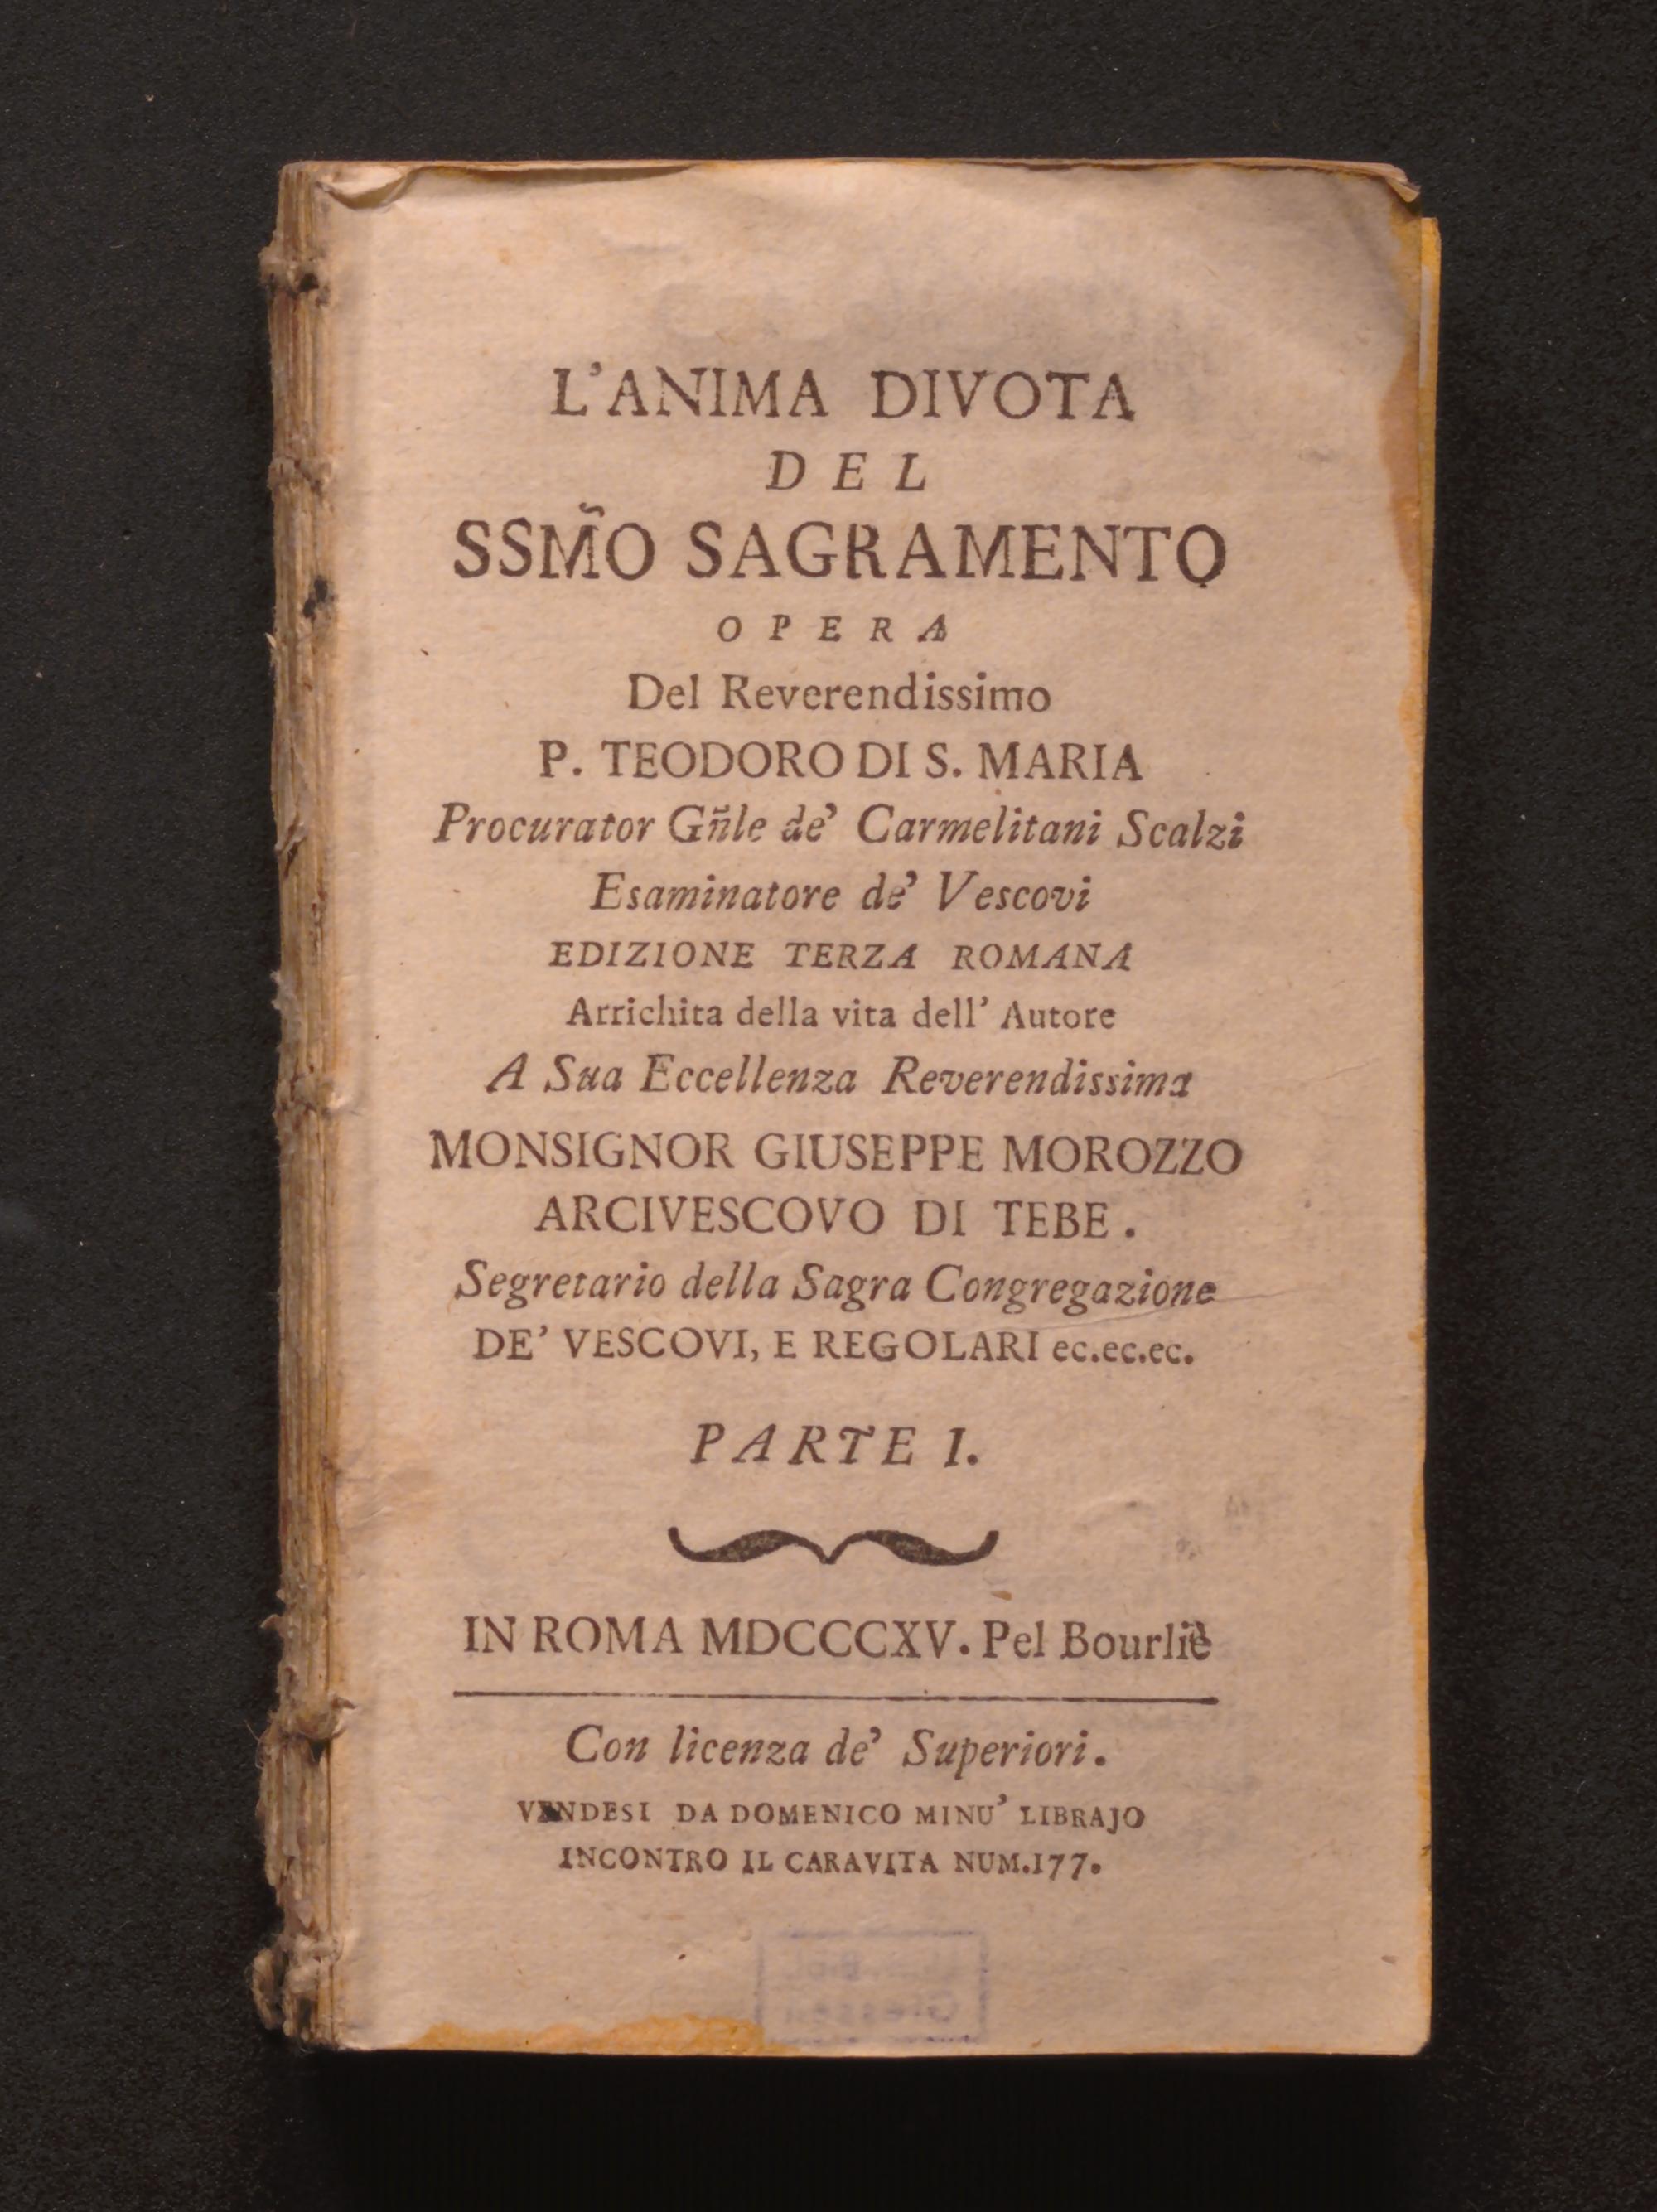 L'ANIMA DIVOTA
DEL
SSM̃O SAGRAMENTO
OPERA
Del Reverendissimo
P. TEODORO DI S. MARIA
Procurator Gñle de' Carmelitani Scalzi
Esaminatore de' Vescovi
EDIZIONE TERZA ROMANA
Arrichita della vita dell' Autore
A Sua Eccellenza Reverendissima
MONSIGNOR GIUSEPPE MOROZZO
ARCIVESCOVO DI TEBE.
Segretario della Sagra Congregazione
DE' VESCOVI, E REGOLARI ec.ec.ec.
PARTE I.
IN ROMA MDCCCXV. Pel Bourliè
Con licenza de' Superiori.
VENDESI DA DOMENICO MINU' LIBRAJO
INCONTRO IL CARAVITA NUM.177.